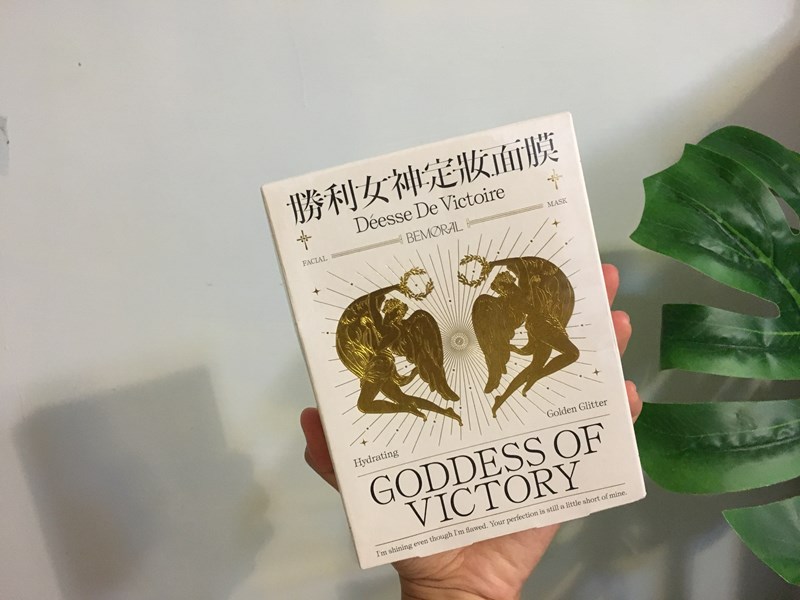 勝利女神定妝面膜
Déesse De Victoire
FACIAL BEMORAL MASK
Golden Glitter
Hydrating
GODDESS OF
VICTORY
I'm shining even though I'm flawed. Your perfection is still a little short of mine.